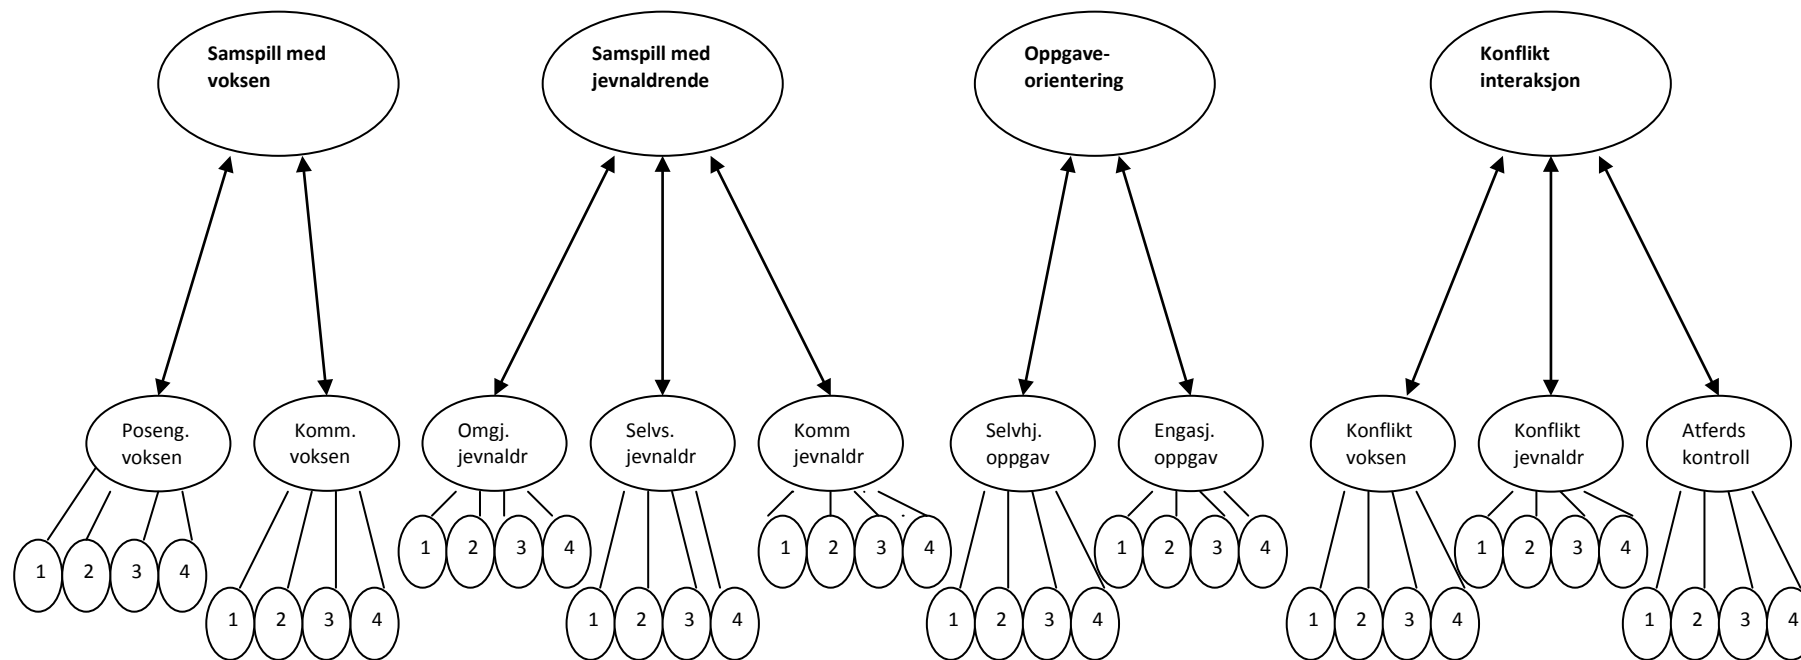 Samspill med
voksen
Samspill med
jevnaldrende
Oppgave-
orientering
Konflikt
interaksjon
Poseng.
voksen
Komm.
voksen
Omgj.
jevnaldr
Selvs.
jevnaldr
Komm
jevnaldr
Selvhj.
oppgav
Engasj.
oppgav
Konflikt
voksen
Konflikt
jevnaldr
Atferds
kontroll
1 2 3 4
1 2 3 4
1 2 3 4
1 2 3 4
1 2 3 4
1 2 3 4
1 2 3 4
1 2 3 4
1 2 3 4
1 2 3 4